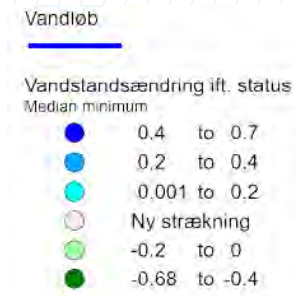 Vandløb
Vandstandsændring ift. status
Median minimum
0.4 to 0.7
0.2 to 0.4
0.001 to 0.2
Ny strækning
-0.2 to 0
-0.68 to -0.4